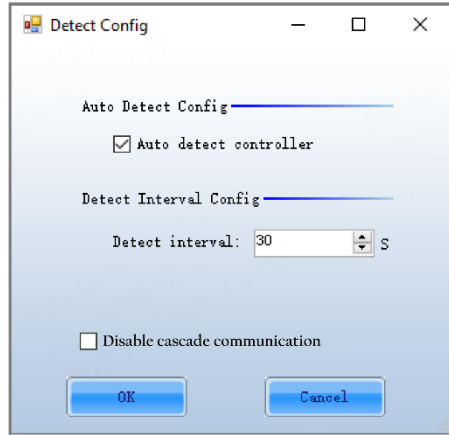 Detect Config
Auto Detect Config
Auto detect controller
Detect Interval Config
Detect interval: 30 S
Disable cascade communication
OK Cancel